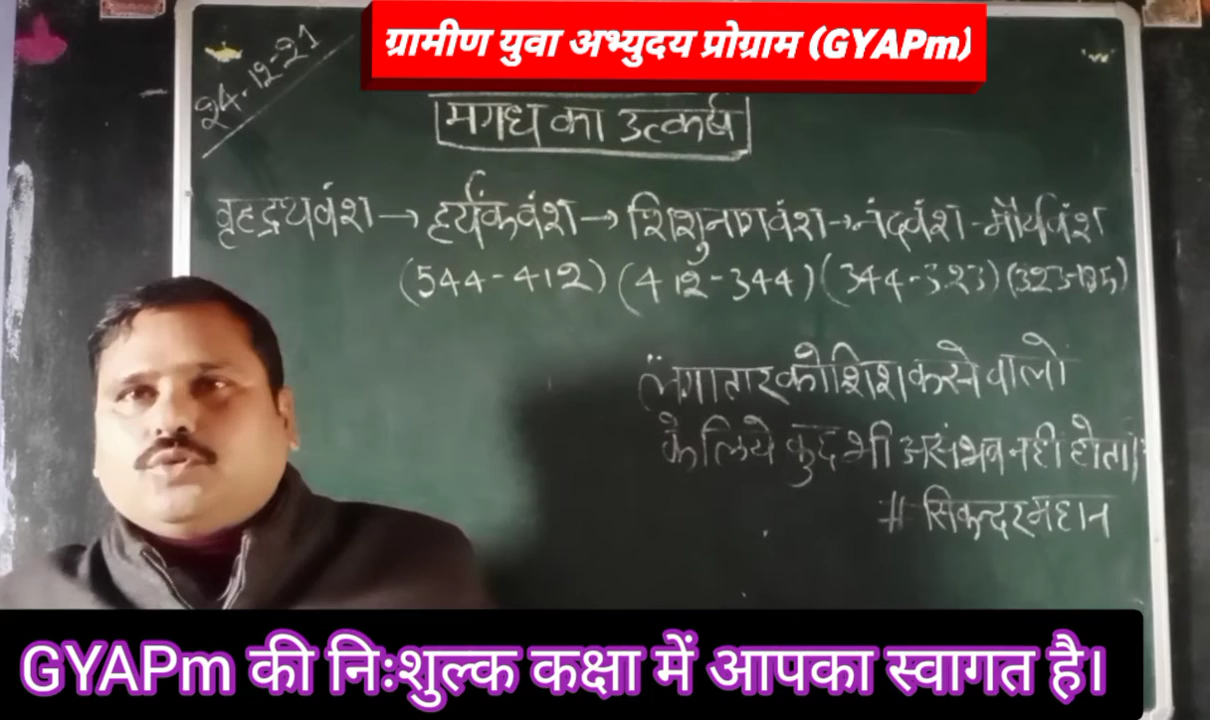 ग्रामीण युवा अभ्युदय प्रोग्राम (GYAPm)
24-12-21
मगध का उत्कर्ष
वृहद्रथवंश → हर्यकवंश → शिशुनागवंश → नंदवंश - मौर्यवंश
(544-412) (412-344) (344-323) (323-185)
"लगातार कोशिश करने वालो
के लिये कुछ भी असंभव नही होता।"
# सिकन्दर महान
GYAPm की निःशुल्क कक्षा में आपका स्वागत है।